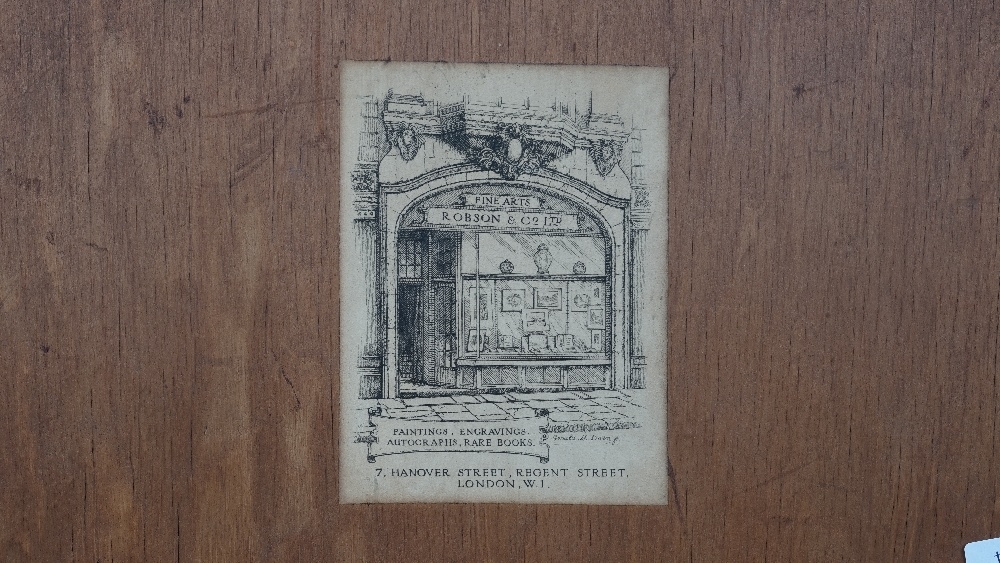 FINE ARTS
ROBSON & Co. LTD
PAINTINGS. ENGRAVINGS.
AUTOGRAPHS, RARE BOOKS.
7, HANOVER STREET, REGENT STREET,
LONDON, W.1.